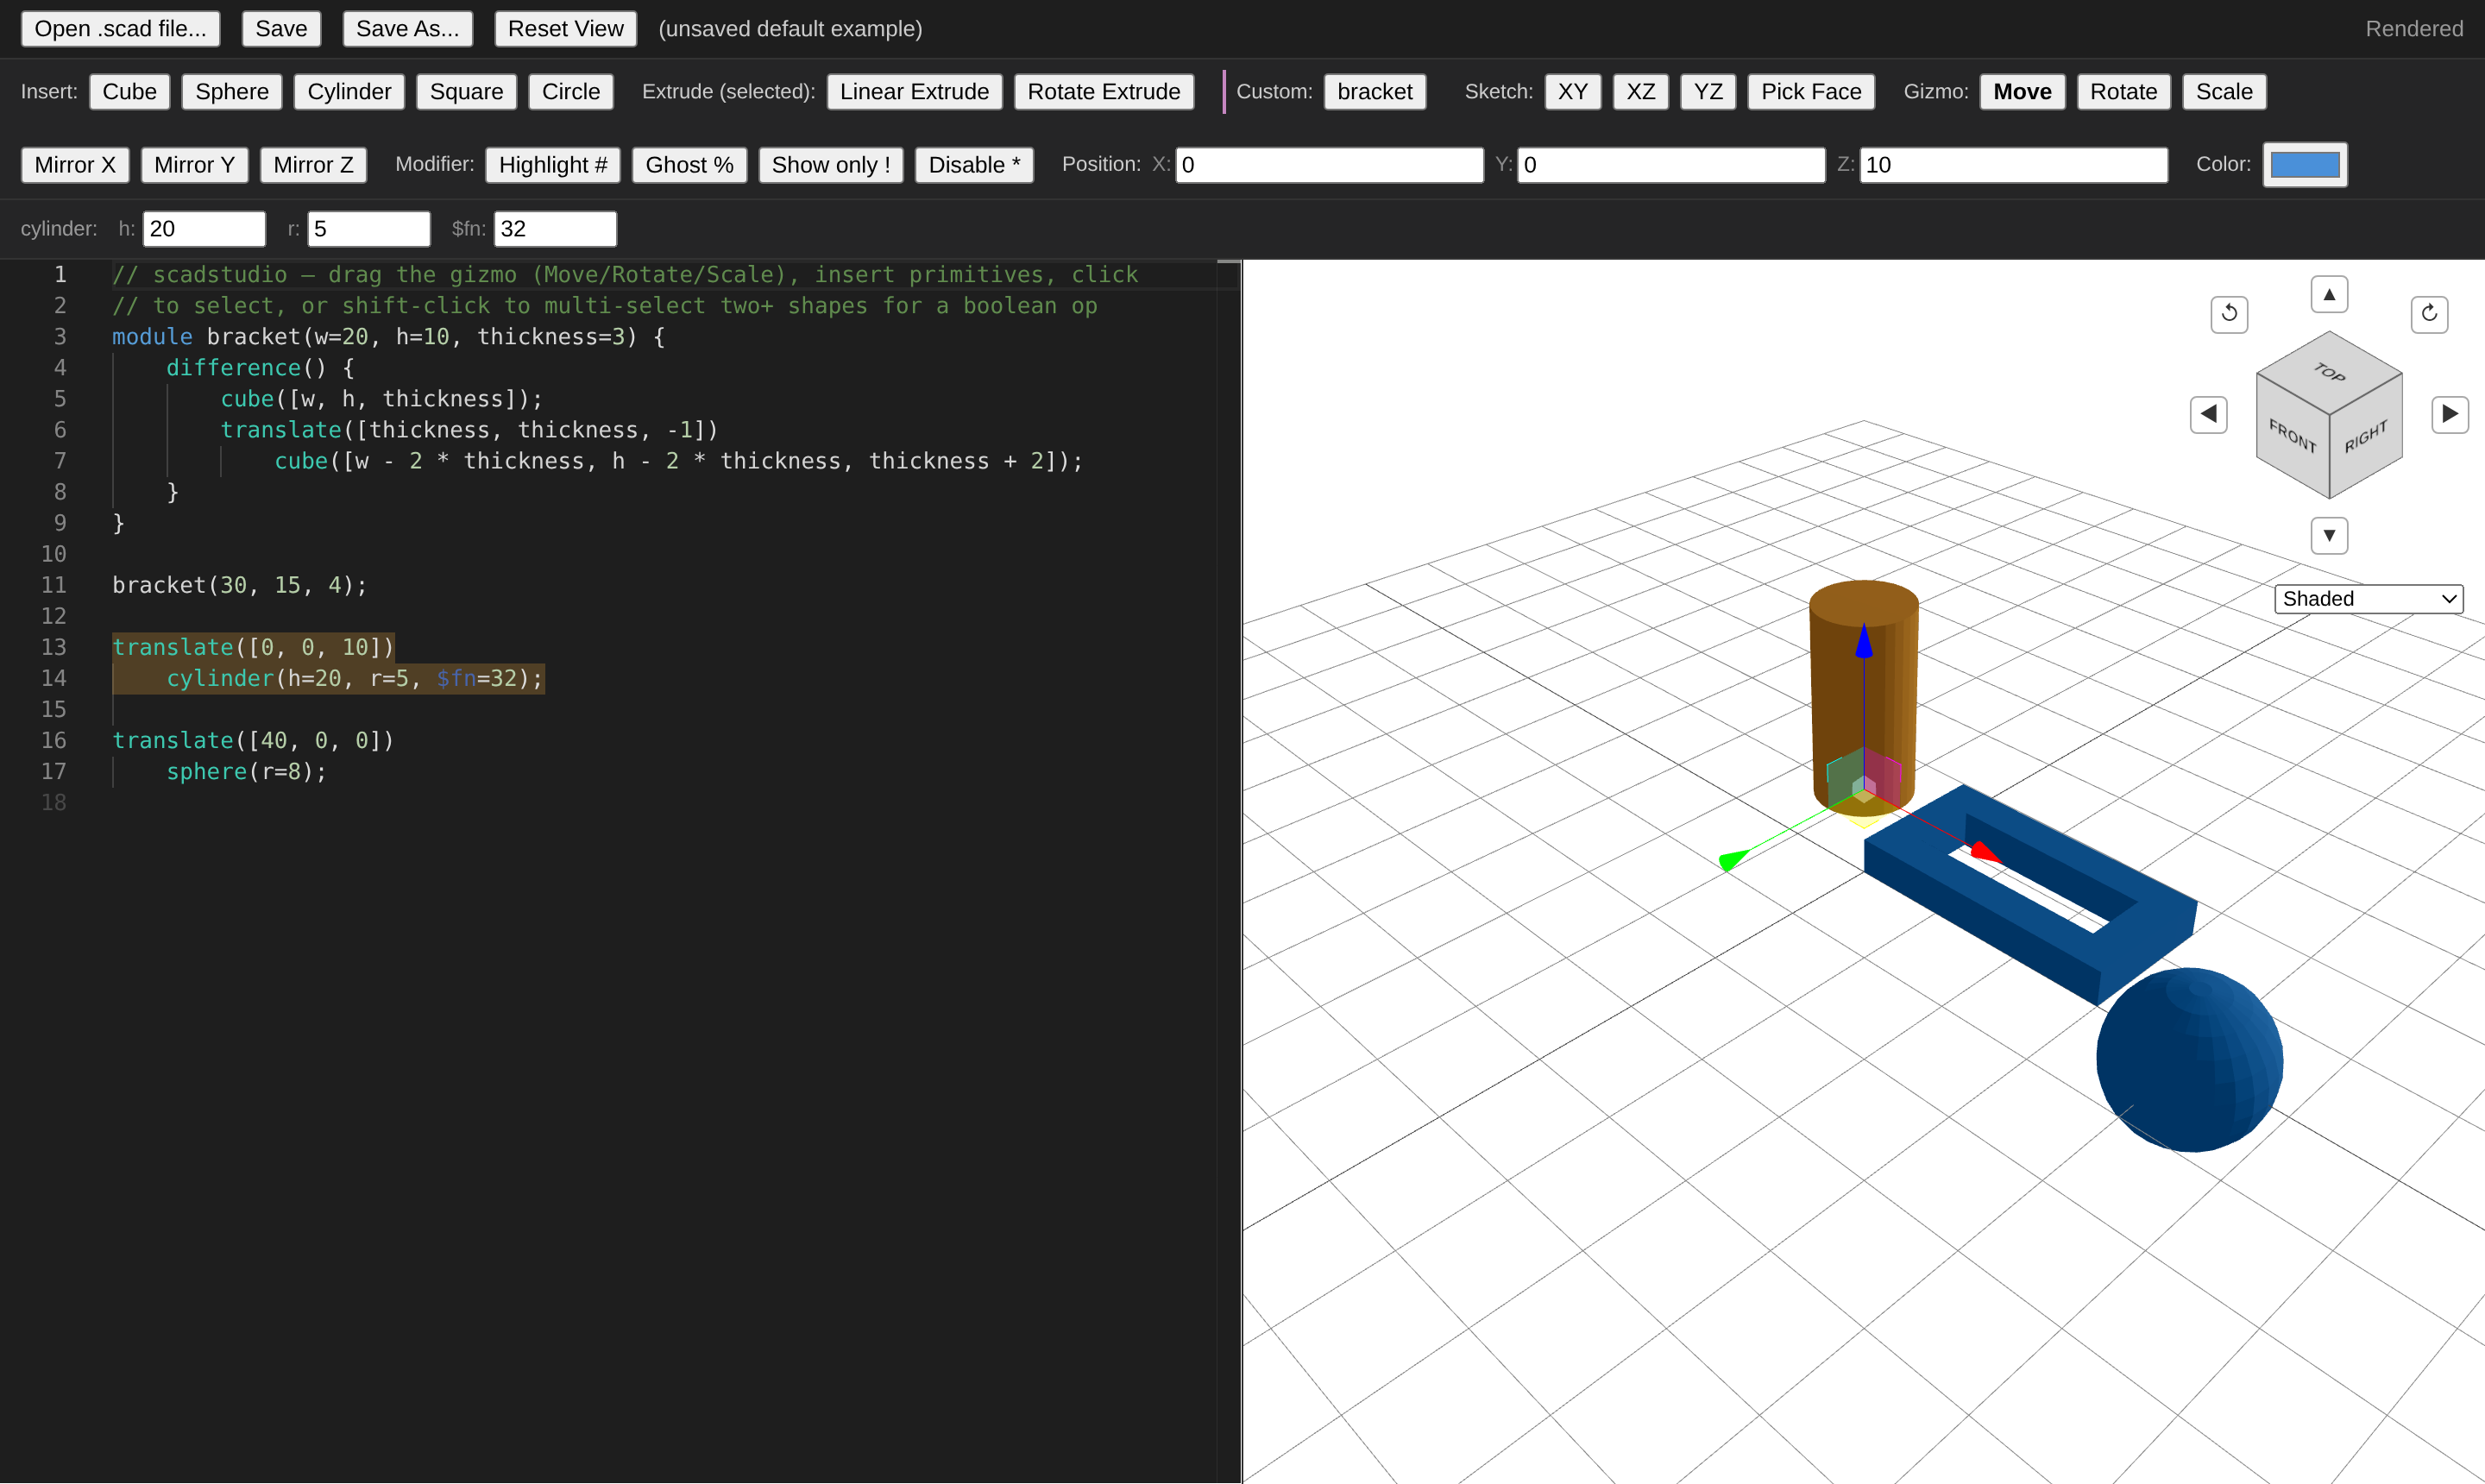 Open .scad file... Save Save As... Reset View (unsaved default example) Rendered
Insert: Cube Sphere Cylinder Square Circle Extrude (selected): Linear Extrude Rotate Extrude Custom: bracket Sketch: XY XZ YZ Pick Face Gizmo: Move Rotate Scale
Mirror X Mirror Y Mirror Z Modifier: Highlight # Ghost % Show only ! Disable * Position: X: 0 Y: 0 Z: 10 Color:
cylinder: h: 20 r: 5 $fn: 32
1 // scadstudio — drag the gizmo (Move/Rotate/Scale), insert primitives, click
2 // to select, or shift-click to multi-select two+ shapes for a boolean op
3 module bracket(w=20, h=10, thickness=3) {
4     difference() {
5         cube([w, h, thickness]);
6         translate([thickness, thickness, -1])
7             cube([w - 2 * thickness, h - 2 * thickness, thickness + 2]);
8     }
9 }
10
11 bracket(30, 15, 4);
12
13 translate([0, 0, 10])
14     cylinder(h=20, r=5, $fn=32);
15
16 translate([40, 0, 0])
17     sphere(r=8);
18
TOP
FRONT RIGHT
Shaded